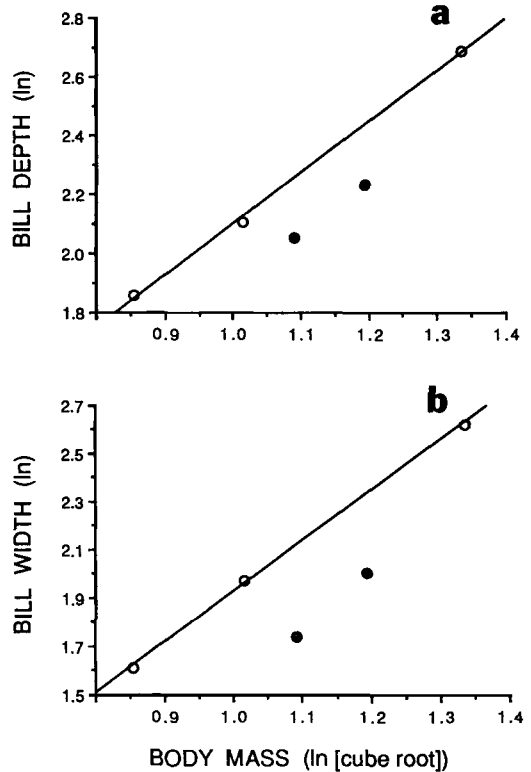 a
BILL DEPTH (ln)
2.8
2.6
2.4
2.2
2.0
1.8
0.9 1.0 1.1 1.2 1.3 1.4
b
BILL WIDTH (ln)
2.7
2.5
2.3
2.1
1.9
1.7
1.5
0.9 1.0 1.1 1.2 1.3 1.4
BODY MASS (ln [cube root])